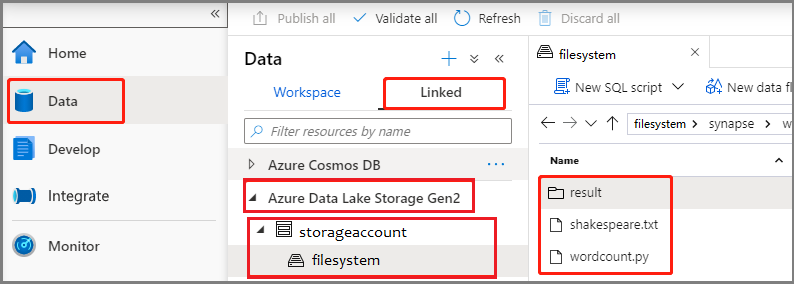 Publish all
Validate all
Refresh
Discard all
Home
Data
Develop
Integrate
Monitor
Data
Workspace
Linked
Filter resources by name
Azure Cosmos DB
Azure Data Lake Storage Gen2
storageaccount
filesystem
filesystem
New SQL script
New data fl
filesystem
synapse
w
Name
result
shakespeare.txt
wordcount.py